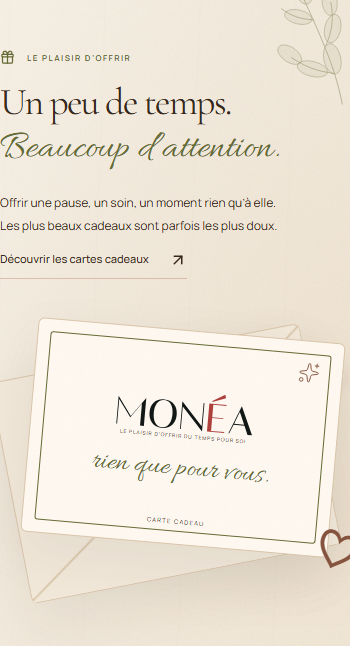 LE PLAISIR D'OFFRIR
Un peu de temps.
Beaucoup d'attention.
Offrir une pause, un soin, un moment rien qu'à elle.
Les plus beaux cadeaux sont parfois les plus doux.
Découvrir les cartes cadeaux
MONÉA
LE PLAISIR D'OFFRIR DU TEMPS POUR SOI
rien que pour vous.
CARTE CADEAU